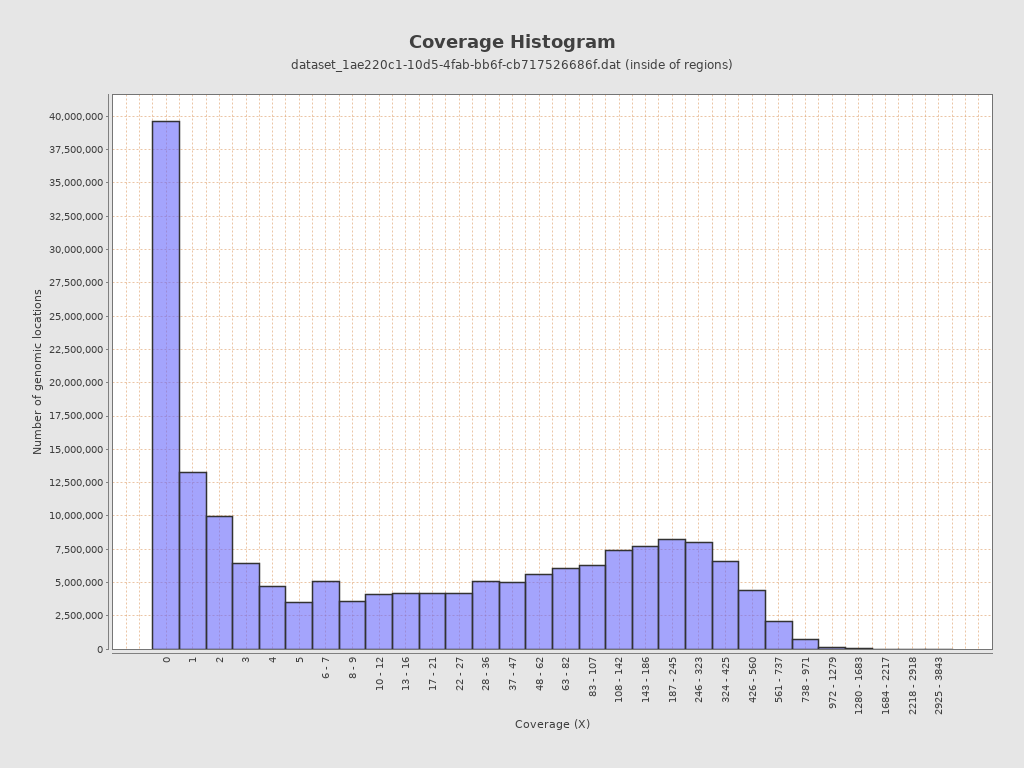 Coverage Histogram
dataset_1ae220c1-10d5-4fab-bb6f-cb717526686f.dat (inside of regions)
Number of genomic locations
40,000,000
37,500,000
35,000,000
32,500,000
30,000,000
27,500,000
25,000,000
22,500,000
20,000,000
17,500,000
15,000,000
12,500,000
10,000,000
7,500,000
5,000,000
2,500,000
0
0
1
2
3
4
5
6 - 7
8 - 9
10 - 12
13 - 16
17 - 21
22 - 27
28 - 36
37 - 47
48 - 62
63 - 82
83 - 107
108 - 142
143 - 186
187 - 245
246 - 323
324 - 425
426 - 560
561 - 737
738 - 971
972 - 1279
1280 - 1683
1684 - 2217
2218 - 2918
2925 - 3843
Coverage (X)